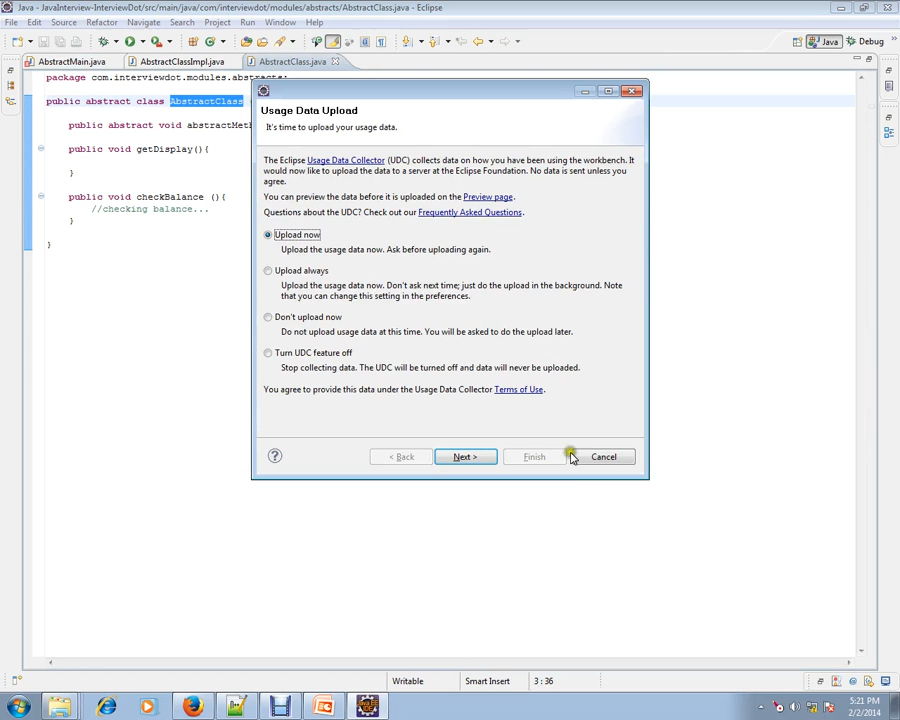 Java - JavaInterview-InterviewDot/src/main/java/com/interviewdot/modules/abstracts/AbstractClass.java - Eclipse
File Edit Source Refactor Navigate Search Project Run Window Help
Java Debug
AbstractMain.java AbstractClassImpl.java AbstractClass.java
package com.interviewdot.modules.abstracts;
public abstract class AbstractClass
public abstract void abstractMeth
public void getDisplay(){
}
public void checkBalance (){
//checking balance...
}
}
Usage Data Upload
It's time to upload your usage data.
The Eclipse Usage Data Collector (UDC) collects data on how you have been using the workbench. It
would now like to upload the data to a server at the Eclipse Foundation. No data is sent unless you
agree.
You can preview the data before it is uploaded on the Preview page.
Questions about the UDC? Check out our Frequently Asked Questions.
Upload now
Upload the usage data now. Ask before uploading again.
Upload always
Upload the usage data now. Don't ask next time; just do the upload in the background. Note
that you can change this setting in the preferences.
Don't upload now
Do not upload usage data at this time. You will be asked to do the upload later.
Turn UDC feature off
Stop collecting data. The UDC will be turned off and data will never be uploaded.
You agree to provide this data under the Usage Data Collector Terms of Use.
? < Back Next > Finish Cancel
Writable Smart Insert 3 : 36
5:21 PM
2/2/2014